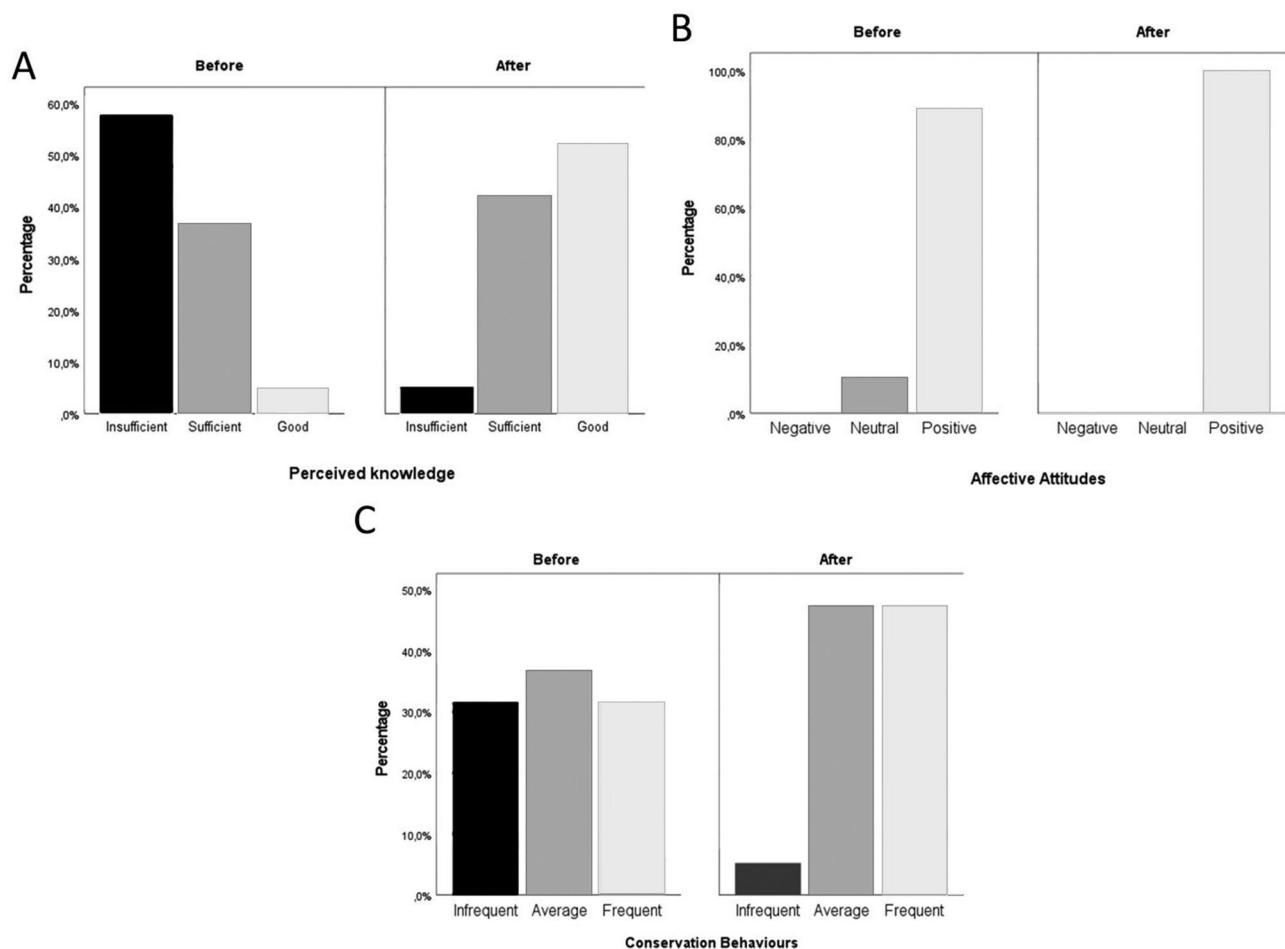 A
Before After
Percentage
60,0%
50,0%
40,0%
30,0%
20,0%
10,0%
,0%
Insufficient Sufficient Good Insufficient Sufficient Good
Perceived knowledge
B
Before After
Percentage
100,0%
80,0%
60,0%
40,0%
20,0%
,0%
Negative Neutral Positive Negative Neutral Positive
Affective Attitudes
C
Before After
Percentage
50,0%
40,0%
30,0%
20,0%
10,0%
,0%
Infrequent Average Frequent Infrequent Average Frequent
Conservation Behaviours